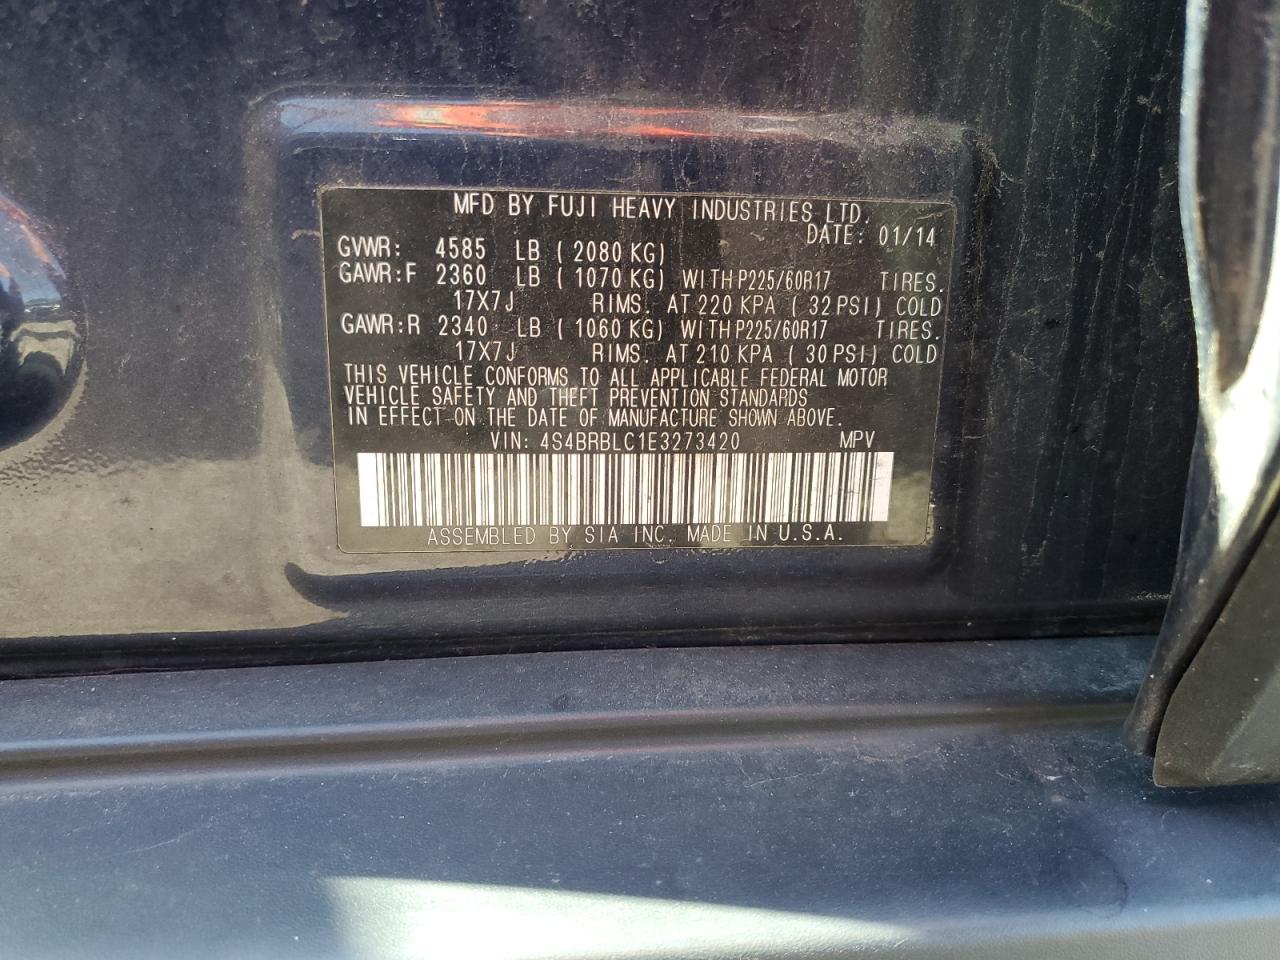 MFD BY FUJI HEAVY INDUSTRIES LTD.
DATE: 01/14
GVWR: 4585 LB ( 2080 KG)
GAWR:F 2360 LB ( 1070 KG) WITH P225/60R17 TIRES.
17X7J RIMS. AT 220 KPA ( 32 PSI) COLD
GAWR:R 2340 LB ( 1060 KG) WITH P225/60R17 TIRES.
17X7J RIMS. AT 210 KPA ( 30 PSI) COLD
THIS VEHICLE CONFORMS TO ALL APPLICABLE FEDERAL MOTOR
VEHICLE SAFETY AND THEFT PREVENTION STANDARDS
IN EFFECT ON THE DATE OF MANUFACTURE SHOWN ABOVE.
VIN: 4S4BRBLC1E3273420 MPV
ASSEMBLED BY SIA INC. MADE IN U.S.A.